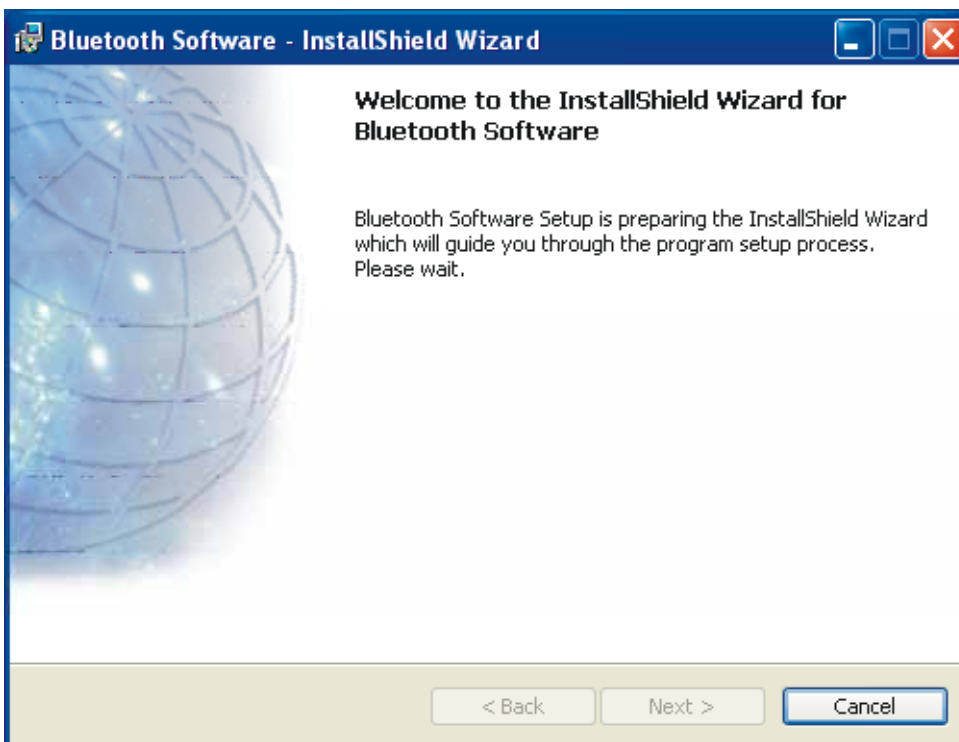 Bluetooth Software - InstallShield Wizard
Welcome to the InstallShield Wizard for
Bluetooth Software
Bluetooth Software Setup is preparing the InstallShield Wizard
which will guide you through the program setup process.
Please wait.
< Back
Next >
Cancel